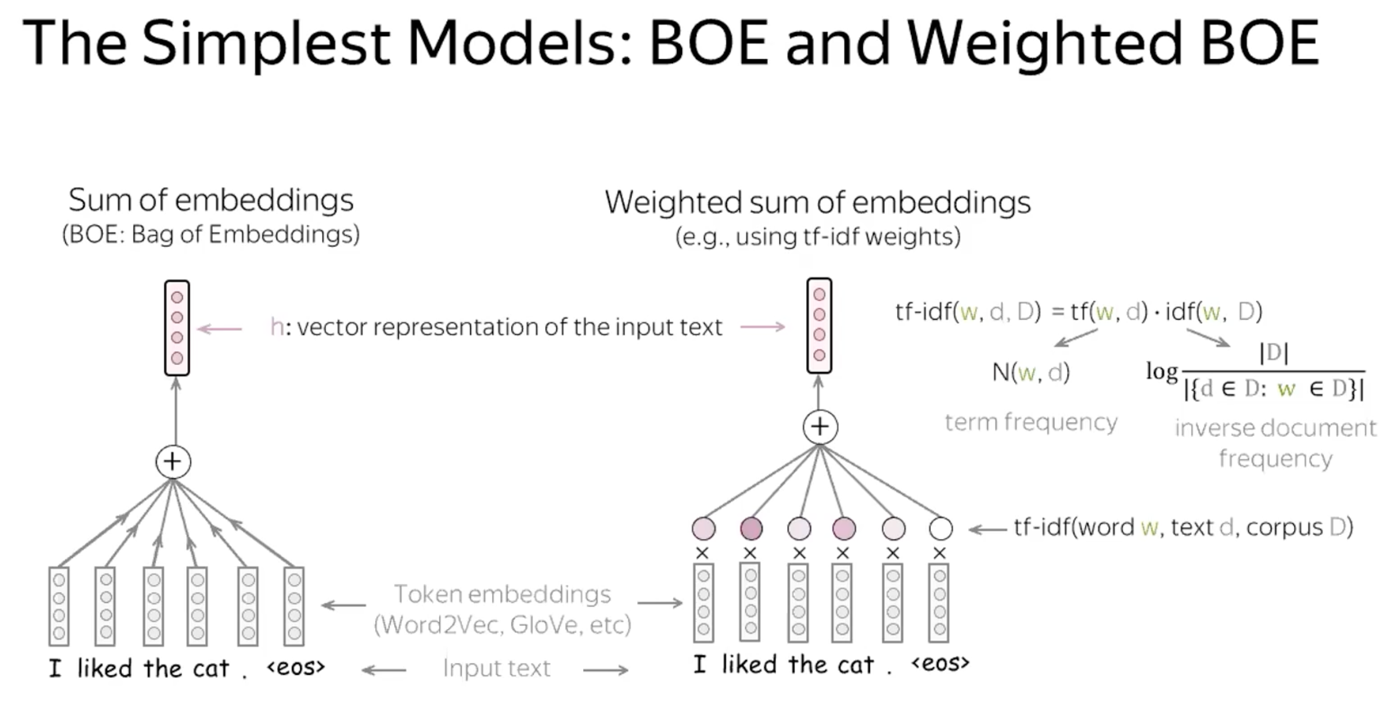 The Simplest Models: BOE and Weighted BOE
Sum of embeddings
(BOE: Bag of Embeddings)
Weighted sum of embeddings
(e.g., using tf-idf weights)
h: vector representation of the input text
tf-idf(w, d, D) = tf(w, d) · idf(w, D)
N(w, d)
term frequency
log |D|
|{d ∈ D: w ∈ D}|
inverse document
frequency
+
+
tf-idf(word w, text d, corpus D)
× × × × × ×
Token embeddings
(Word2Vec, GloVe, etc)
I liked the cat . <eos>
Input text
I liked the cat . <eos>